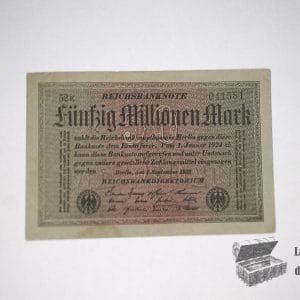 52K REICHSBANKNOTE 041581
Fünfzig Millionen Mark
zahlt die Reichsbankhauptkasse in Berlin gegen diese
Banknote dem Einlieferer. Vom 1. Januar 1924 ab
kann diese Banknote aufgerufen und unter Umtausch
gegen andere gesetzliche Zahlungsmittel eingezogen
werden
Berlin, den 1. September 1923
REICHSBANKDIREKTORIUM